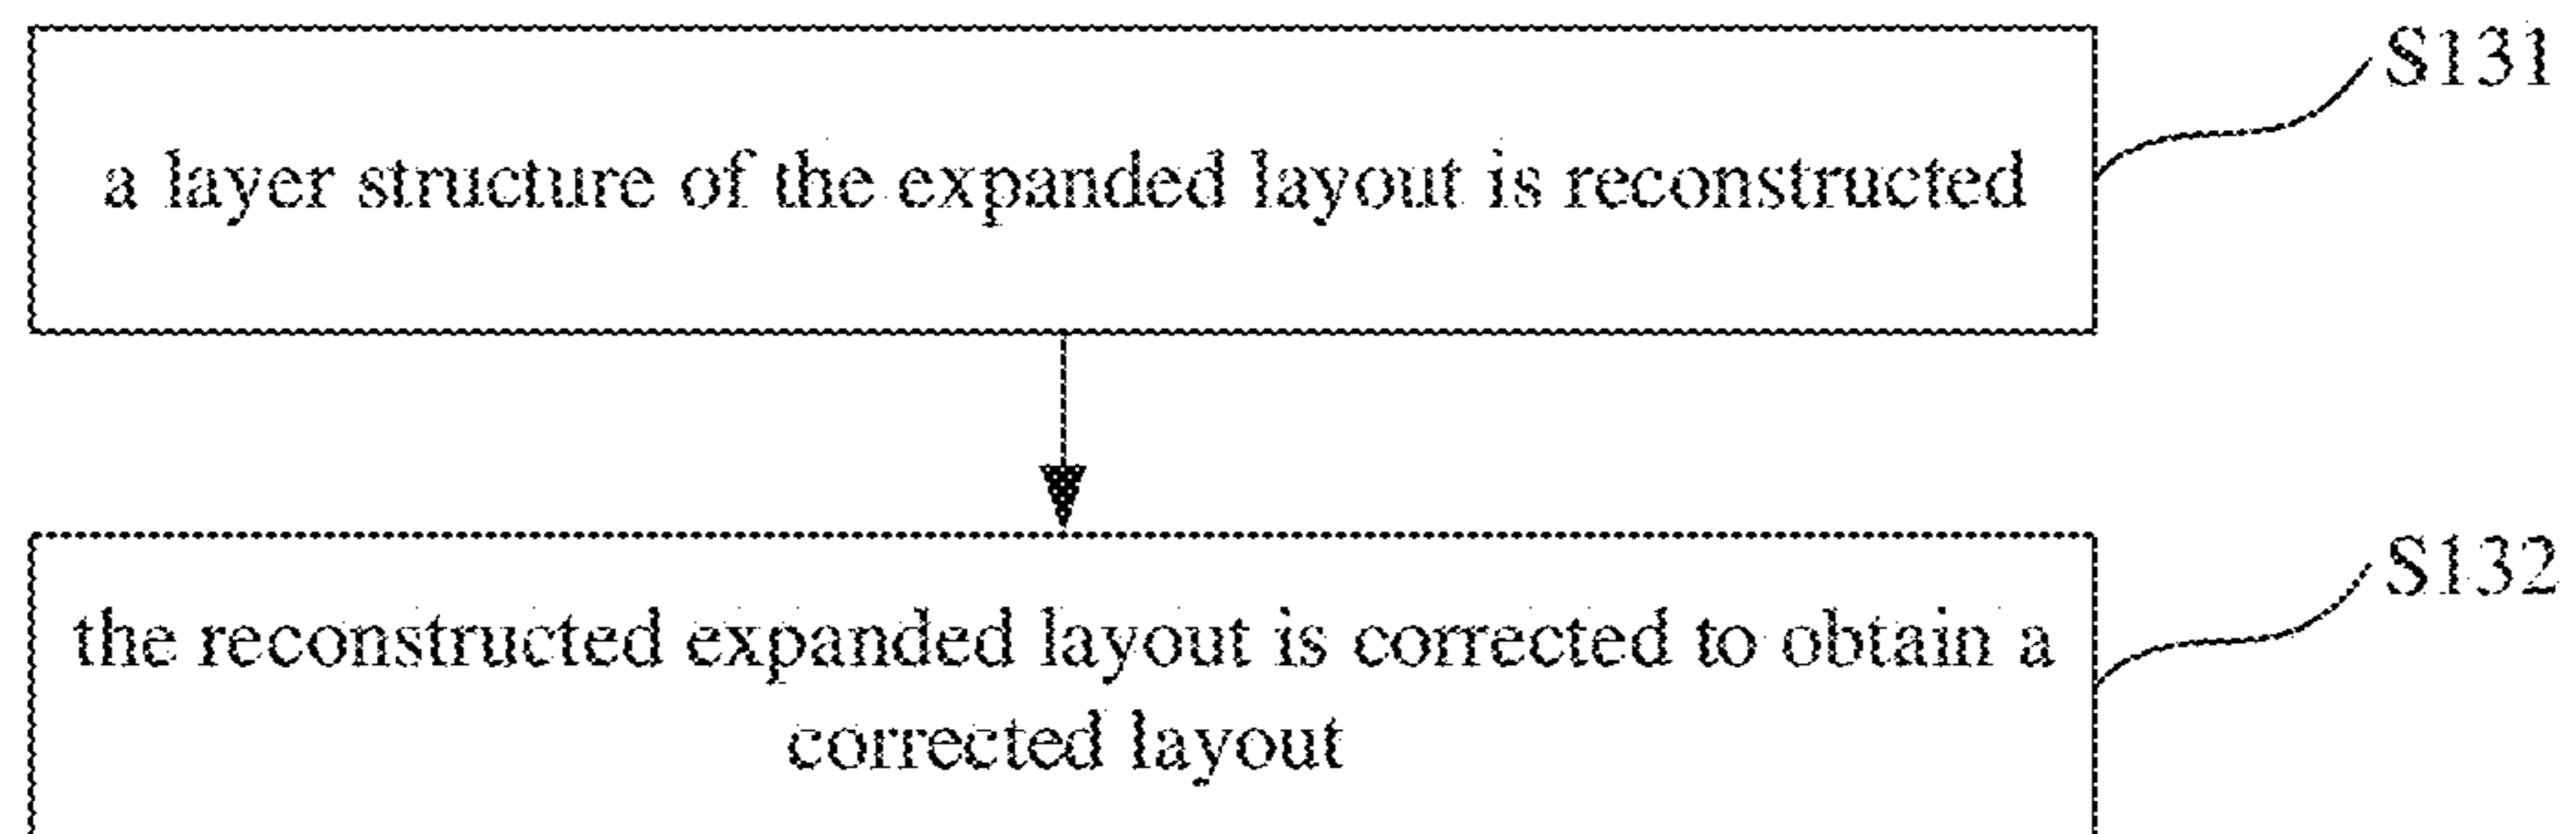 S131
a layer structure of the expanded layout is reconstructed
S132
the reconstructed expanded layout is corrected to obtain a
corrected layout